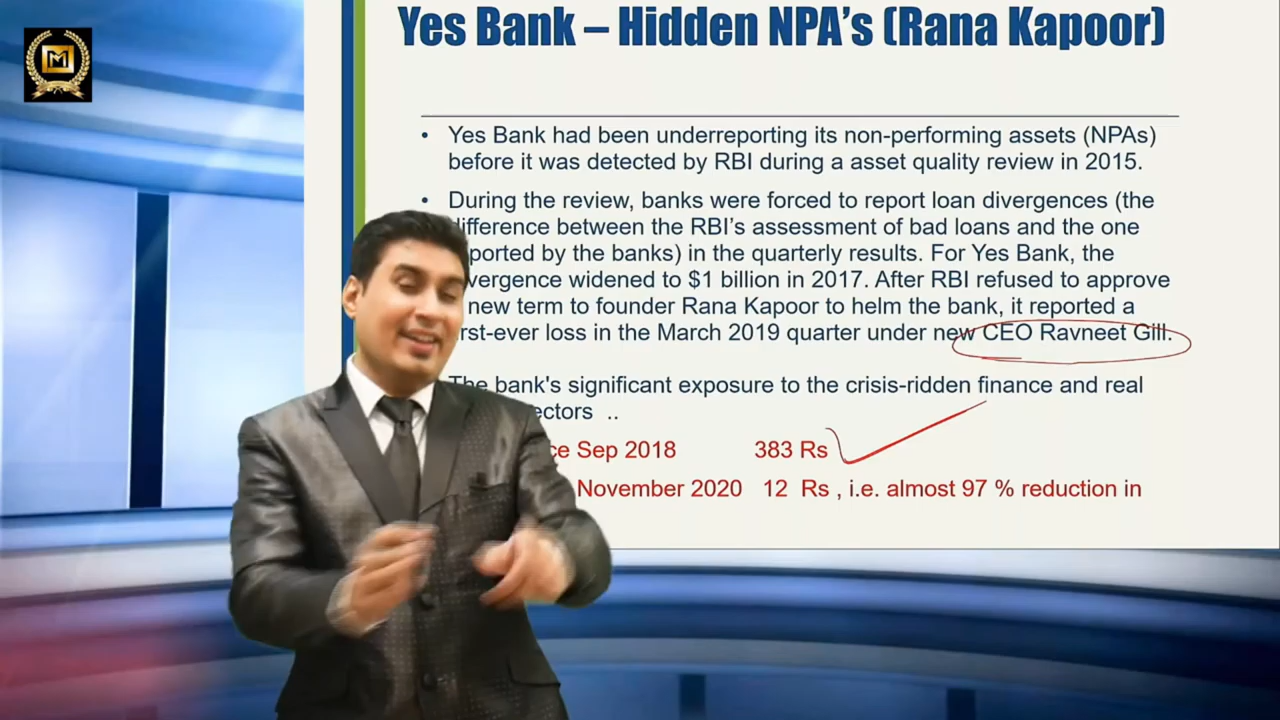 M
Yes Bank – Hidden NPA's (Rana Kapoor)
• Yes Bank had been underreporting its non-performing assets (NPAs)
before it was detected by RBI during a asset quality review in 2015.
• During the review, banks were forced to report loan divergences (the
difference between the RBI's assessment of bad loans and the one
ported by the banks) in the quarterly results. For Yes Bank, the
vergence widened to $1 billion in 2017. After RBI refused to approve
new term to founder Rana Kapoor to helm the bank, it reported a
rst-ever loss in the March 2019 quarter under new CEO Ravneet Gill.
The bank's significant exposure to the crisis-ridden finance and real
ectors ..
ce Sep 2018 383 Rs
November 2020 12 Rs , i.e. almost 97 % reduction in